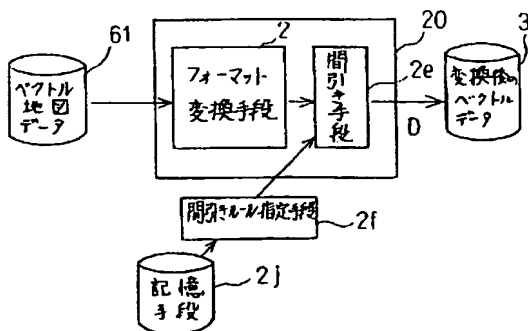 61
ベクトル
地図
データ
2
フォーマット
変換手段
間引き手段
20
2e
D
3
変換後の
ベクトル
データ
間引きルール指定手段
2f
記憶
手段
2j